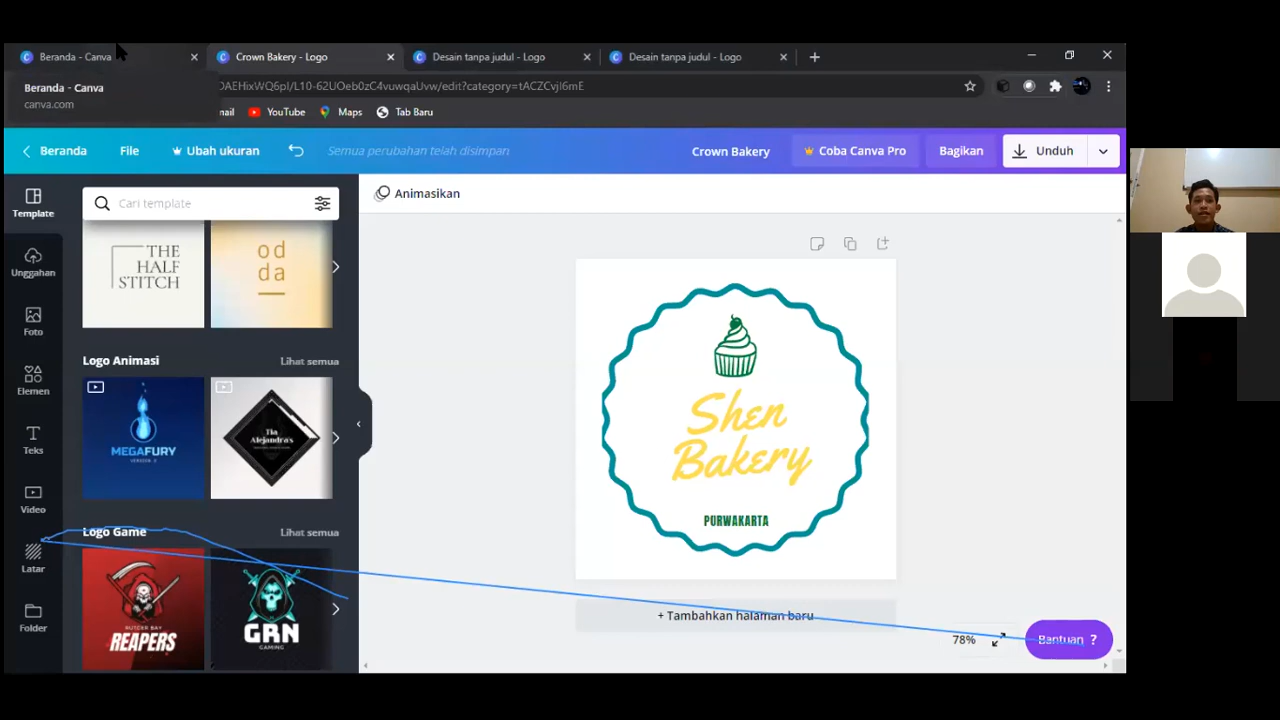 Beranda - Canva
Crown Bakery - Logo
Desain tanpa judul - Logo
Desain tanpa judul - Logo
Beranda - Canva
canva.com
DAEHixWQ6pI/L10-62UOeb0zC4vuwqaUvw/edit?category=tACZCvjI6mE
mail
YouTube
Maps
Tab Baru
Beranda
File
Ubah ukuran
Semua perubahan telah disimpan
Crown Bakery
Coba Canva Pro
Bagikan
Unduh
Template
Unggahan
Foto
Elemen
Teks
Video
Latar
Folder
Cari template
THE
HALF
STITCH
od
da
Logo Animasi
Lihat semua
MEGAFURY
Tia
Alejandra's
Logo Game
Lihat semua
REAPERS
GRN
GAMING
Animasikan
Shen
Bakery
PURWAKARTA
+ Tambahkan halaman baru
78%
Bantuan ?